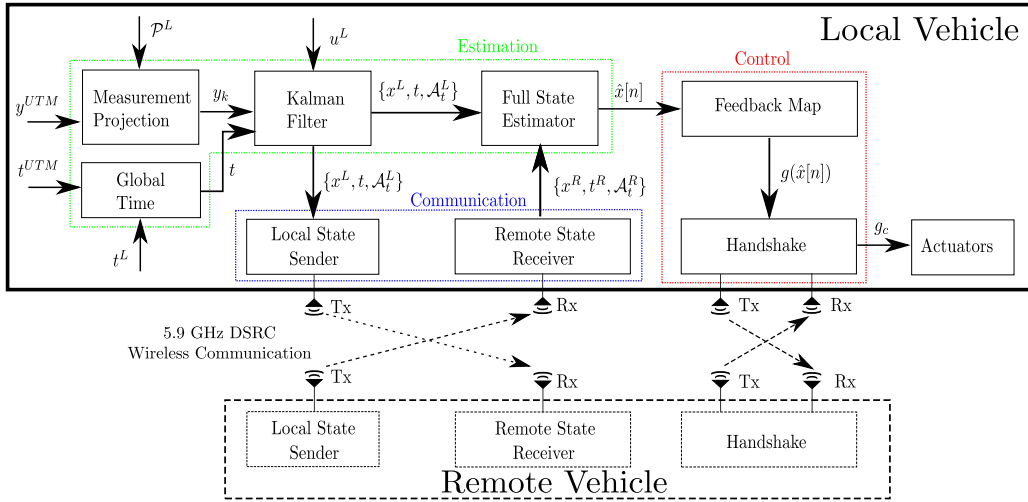 Local Vehicle
𝒫^L
u^L
Estimation
Control
y^{UTM}
Measurement
Projection
y_k
Kalman
Filter
{x^L, t, 𝒜_t^L}
Full State
Estimator
x̂[n]
Feedback Map
t^{UTM}
Global
Time
t
{x^L, t, 𝒜_t^L}
{x^R, t^R, 𝒜_t^R}
g(x̂[n])
Communication
t^L
Local State
Sender
Remote State
Receiver
Handshake
g_c
Actuators
Tx
Rx
Tx
Rx
5.9 GHz DSRC
Wireless Communication
Tx
Rx
Tx
Rx
Local State
Sender
Remote State
Receiver
Handshake
Remote Vehicle